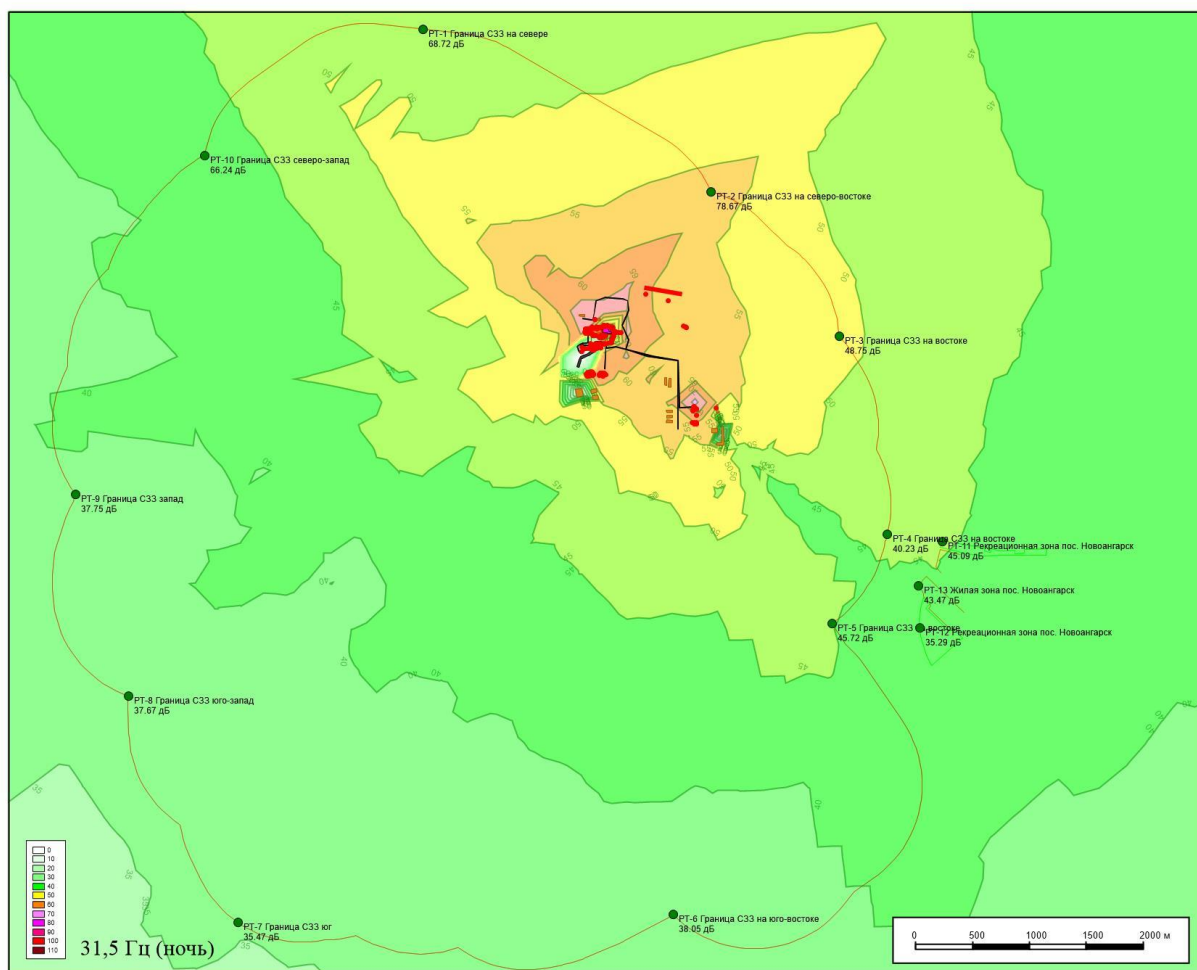 РТ-1 Граница СЗЗ на севере
68.72 дБ
РТ-10 Граница СЗЗ северо-запад
66.24 дБ
РТ-2 Граница СЗЗ на северо-востоке
78.67 дБ
РТ-3 Граница СЗЗ на востоке
48.75 дБ
РТ-9 Граница СЗЗ запад
37.75 дБ
РТ-4 Граница СЗЗ на востоке
40.23 дБ
РТ-11 Рекреационная зона пос. Новоангарск
45.09 дБ
РТ-13 Жилая зона пос. Новоангарск
43.47 дБ
РТ-5 Граница СЗЗ востоке
45.72 дБ
РТ-12 Рекреационная зона пос. Новоангарск
35.29 дБ
РТ-8 Граница СЗЗ юго-запад
37.67 дБ
РТ-7 Граница СЗЗ юг
35.47 дБ
РТ-6 Граница СЗЗ на юго-востоке
38.05 дБ
0
10
20
30
40
50
60
70
80
90
100
110
31,5 Гц (ночь)
0 500 1000 2000 м